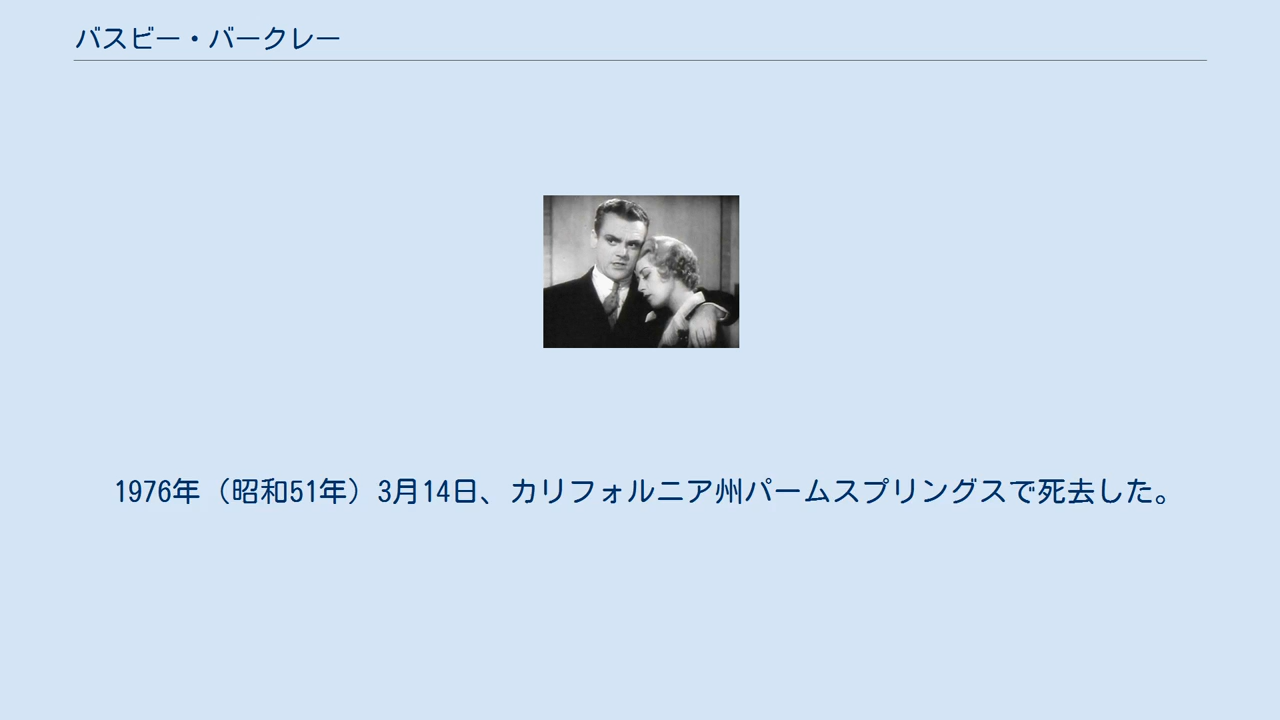 バスビー・バークレー
1976年（昭和51年）3月14日、カリフォルニア州パームスプリングスで死去した。